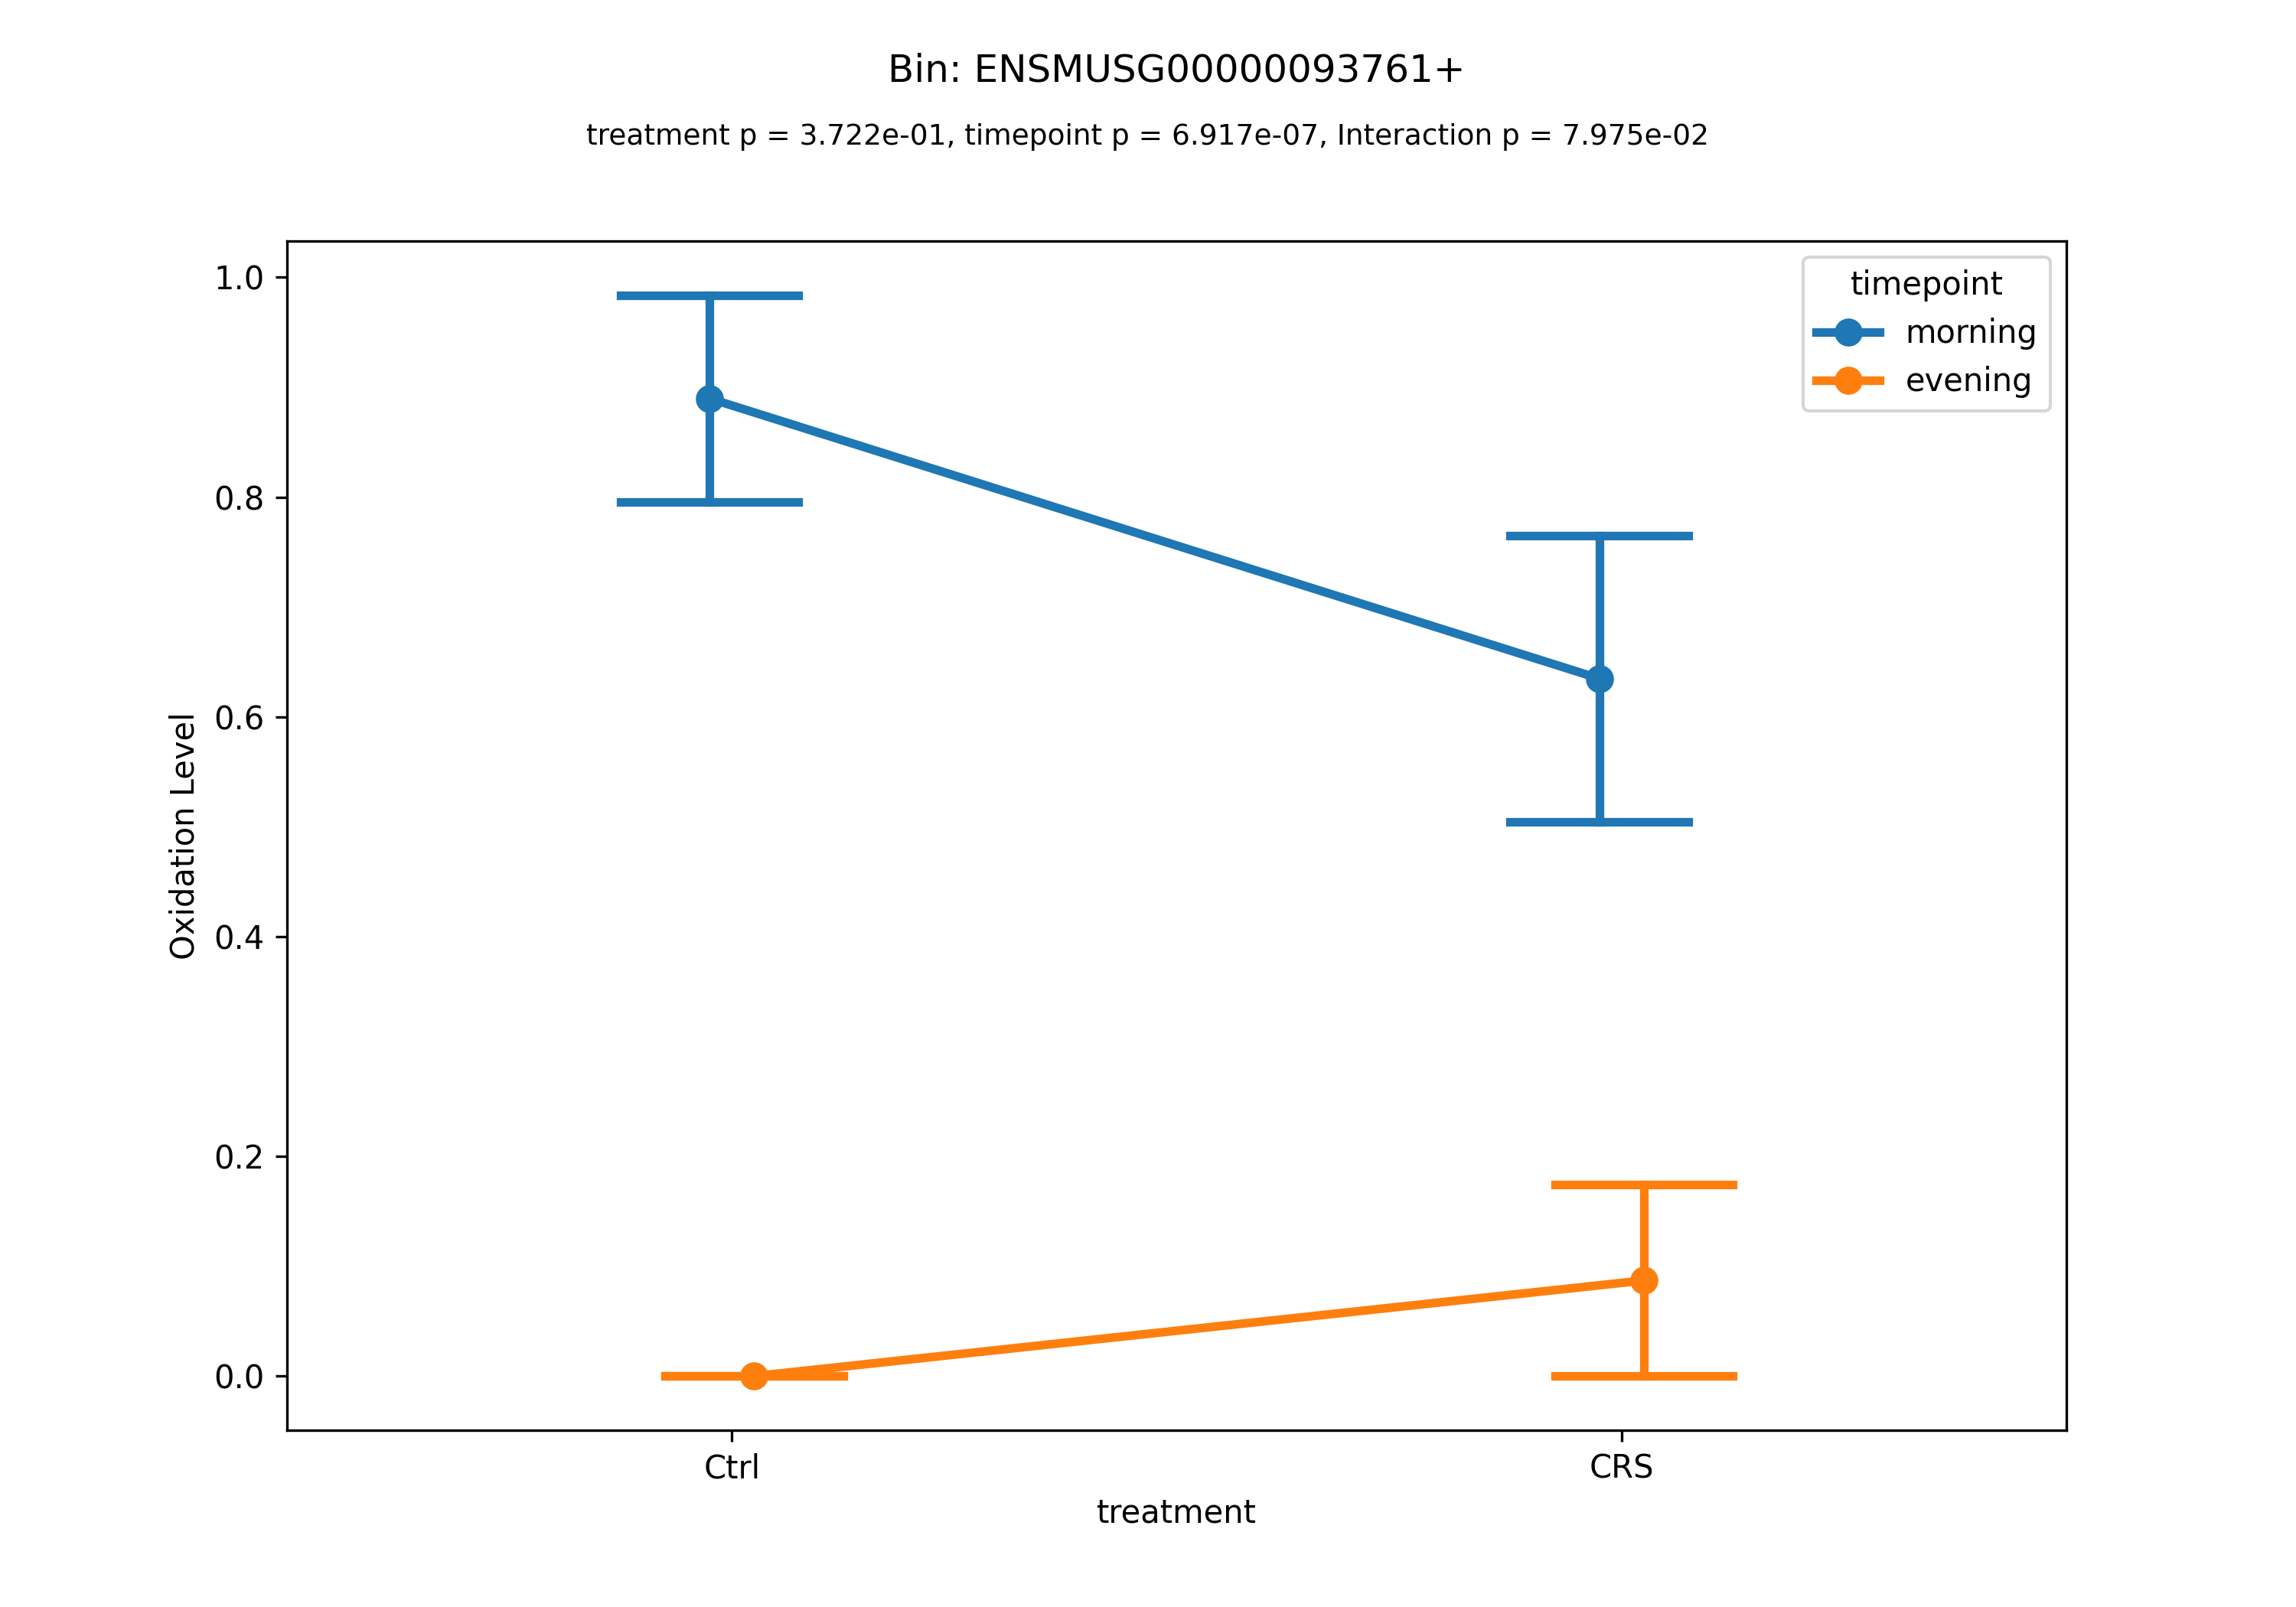 Bin: ENSMUSG00000093761+
treatment p = 3.722e-01, timepoint p = 6.917e-07, Interaction p = 7.975e-02
timepoint
morning
evening
1.0
0.8
0.6
0.4
0.2
0.0
Oxidation Level
Ctrl
CRS
treatment